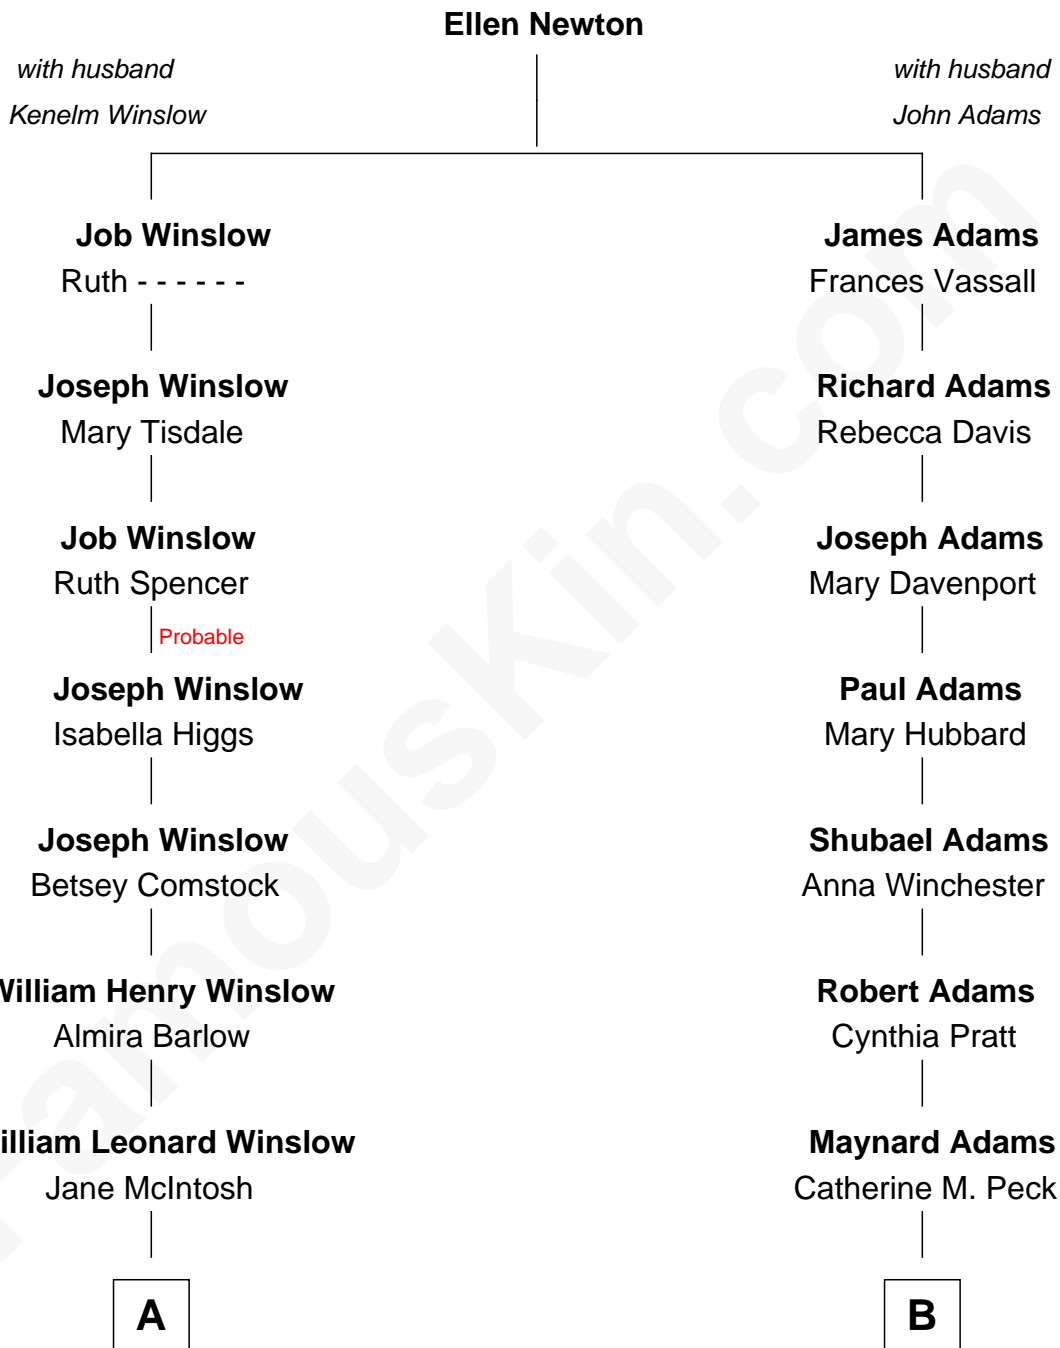 Ellen Newton
with husband
Kenelm Winslow
with husband
John Adams
Job Winslow
Ruth - - - - - -
James Adams
Frances Vassall
Joseph Winslow
Mary Tisdale
Richard Adams
Rebecca Davis
Job Winslow
Ruth Spencer
Joseph Adams
Mary Davenport
Probable
Joseph Winslow
Isabella Higgs
Paul Adams
Mary Hubbard
Joseph Winslow
Betsey Comstock
Shubael Adams
Anna Winchester
William Henry Winslow
Almira Barlow
Robert Adams
Cynthia Pratt
illiam Leonard Winslow
Jane McIntosh
Maynard Adams
Catherine M. Peck
A
B
FamousKin.com